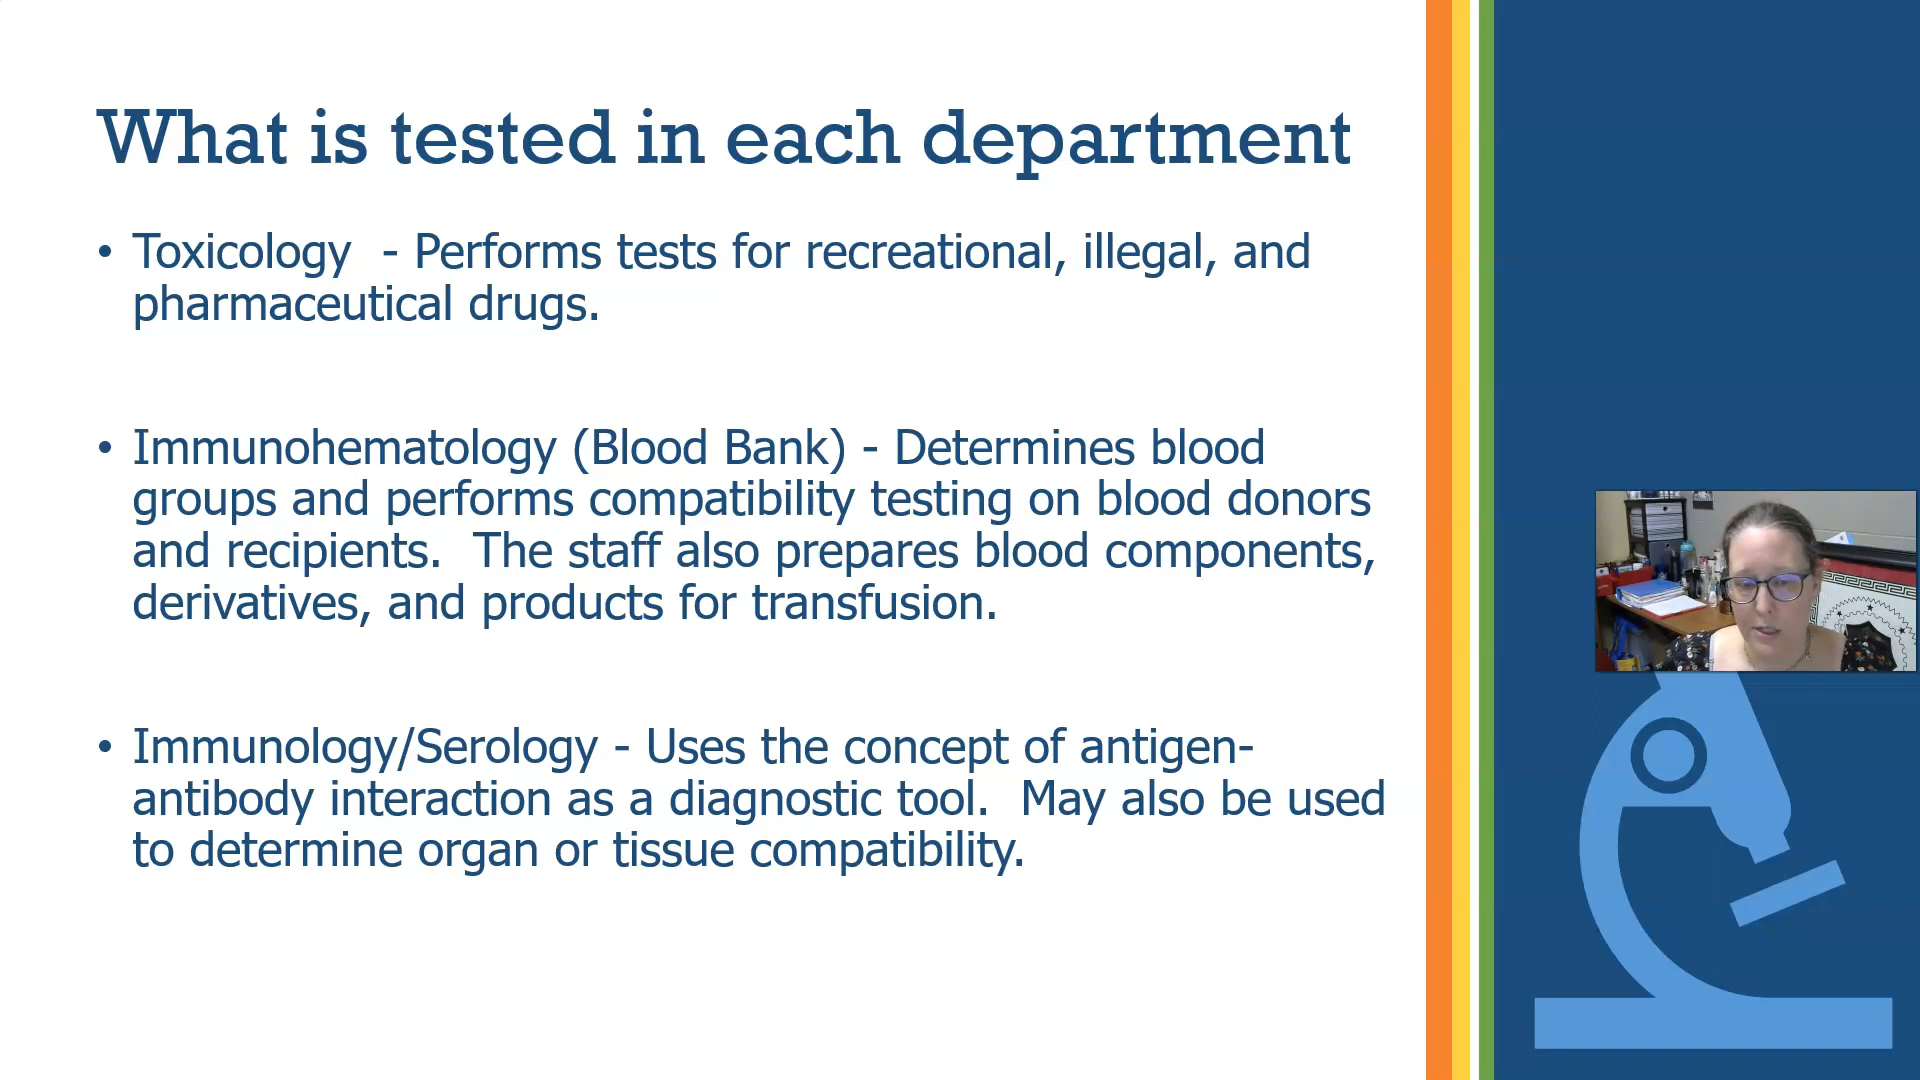 What is tested in each department
• Toxicology  - Performs tests for recreational, illegal, and
pharmaceutical drugs.
• Immunohematology (Blood Bank) - Determines blood
groups and performs compatibility testing on blood donors
and recipients.  The staff also prepares blood components,
derivatives, and products for transfusion.
• Immunology/Serology - Uses the concept of antigen-
antibody interaction as a diagnostic tool.  May also be used
to determine organ or tissue compatibility.